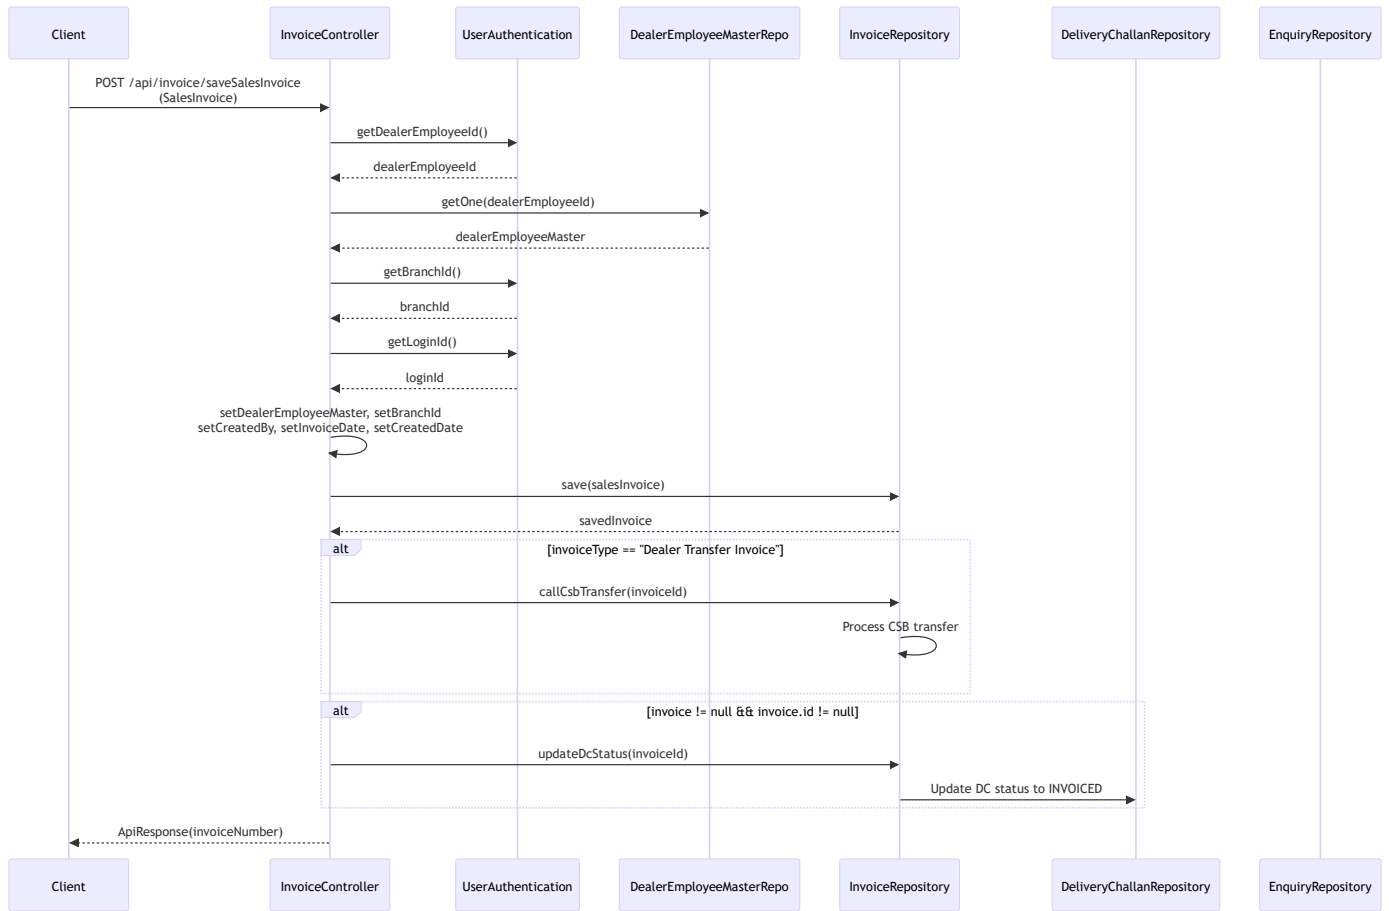 Client
InvoiceController
UserAuthentication
DealerEmployeeMasterRepo
InvoiceRepository
DeliveryChallanRepository
EnquiryRepository
POST /api/invoice/saveSalesInvoice
(SalesInvoice)
getDealerEmployeeId()
dealerEmployeeId
getOne(dealerEmployeeId)
dealerEmployeeMaster
getBranchId()
branchId
getLoginId()
loginId
setDealerEmployeeMaster, setBranchId
setCreatedBy, setInvoiceDate, setCreatedDate
save(salesInvoice)
savedInvoice
alt
[invoiceType == "Dealer Transfer Invoice"]
callCsbTransfer(invoiceId)
Process CSB transfer
alt
[invoice != null && invoice.id != null]
updateDcStatus(invoiceId)
Update DC status to INVOICED
ApiResponse(invoiceNumber)
Client
InvoiceController
UserAuthentication
DealerEmployeeMasterRepo
InvoiceRepository
DeliveryChallanRepository
EnquiryRepository